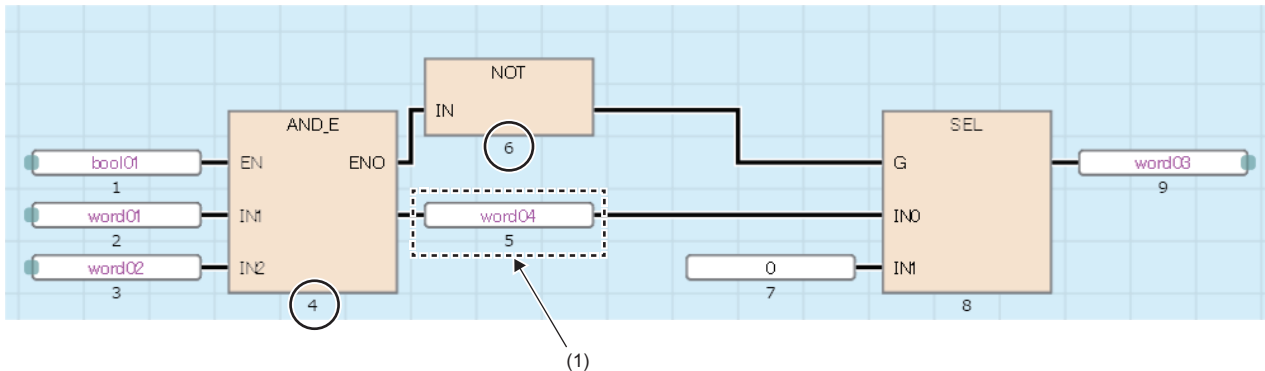 NOT
IN
6
AND_E
EN
ENO
IN1
IN2
4
bool01
1
word01
2
word02
3
word04
5
0
7
SEL
G
IN0
IN1
8
word03
9
(1)